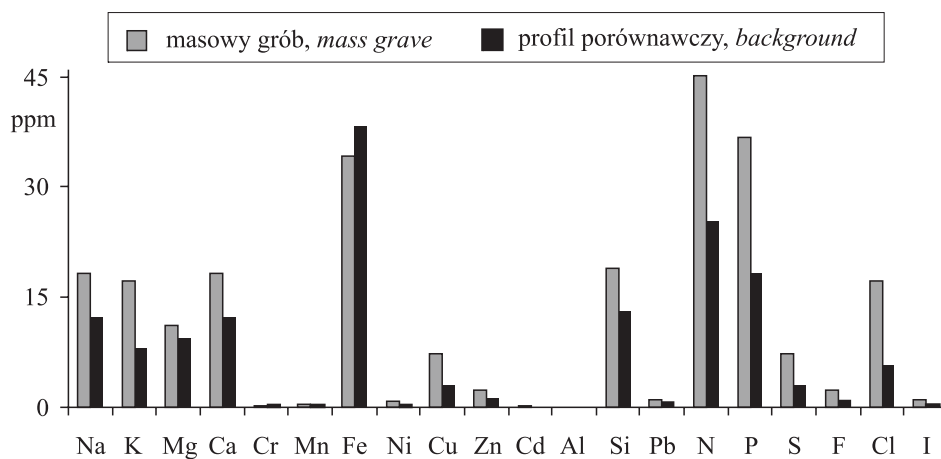 masowy grób, mass grave profil porównawczy, background
45
ppm
30
15
0
Na K Mg Ca Cr Mn Fe Ni Cu Zn Cd Al Si Pb N P S F Cl I